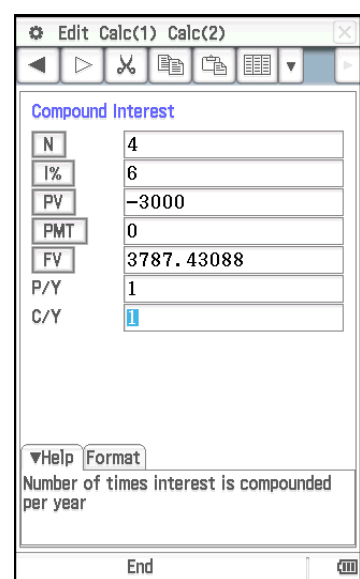 Edit Calc(1) Calc(2)
Compound Interest
N 4
I% 6
PV -3000
PMT 0
FV 3787.43088
P/Y 1
C/Y 1
▼Help Format
Number of times interest is compounded
per year
End